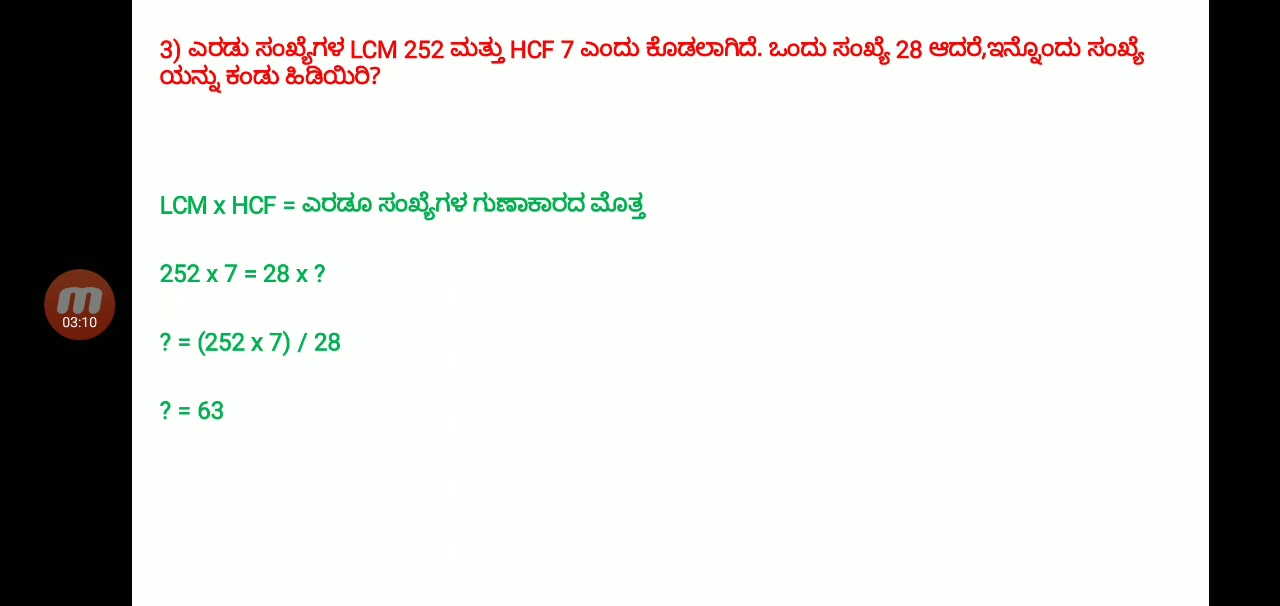 3) ಎರಡು ಸಂಖ್ಯೆಗಳ LCM 252 ಮತ್ತು HCF 7 ಎಂದು ಕೊಡಲಾಗಿದೆ. ಒಂದು ಸಂಖ್ಯೆ 28 ಆದರೆ,ಇನ್ನೊಂದು ಸಂಖ್ಯೆ
ಯನ್ನು ಕಂಡು ಹಿಡಿಯಿರಿ?
LCM x HCF = ಎರಡೂ ಸಂಖ್ಯೆಗಳ ಗುಣಾಕಾರದ ಮೊತ್ತ
252 x 7 = 28 x ?
? = (252 x 7) / 28
? = 63
m
03:10